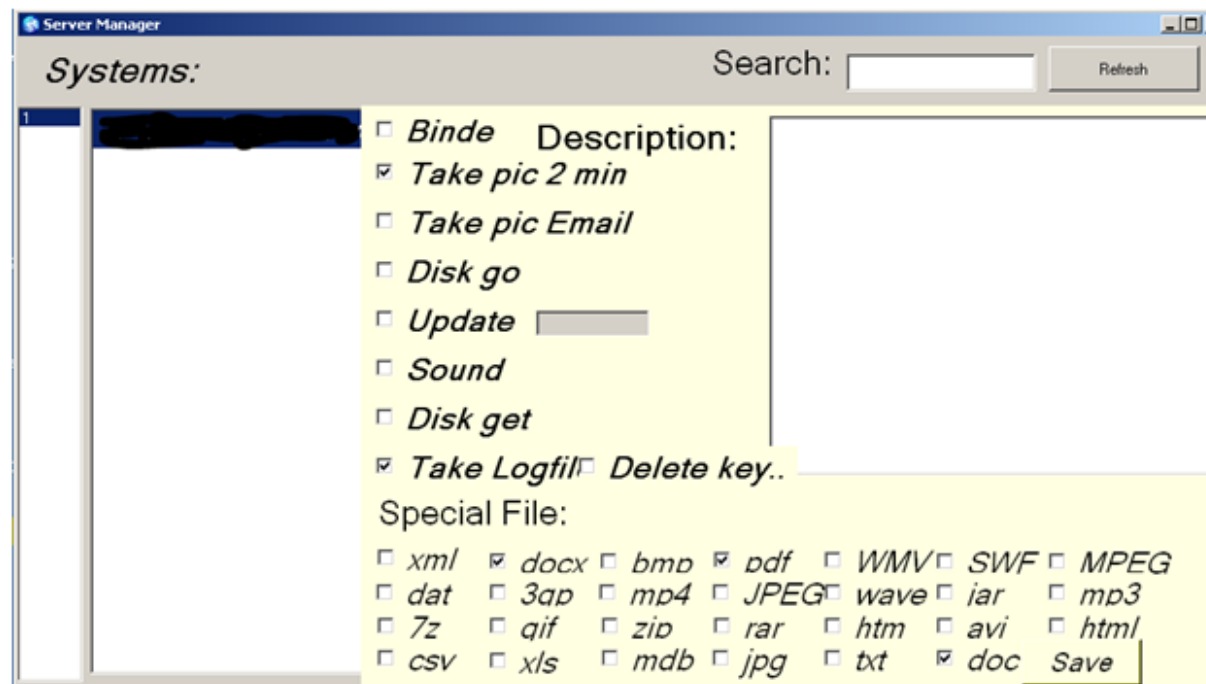 Server Manager
Systems:
Search:
Refresh
1
Binde
Description:
Take pic 2 min
Take pic Email
Disk go
Update
Sound
Disk get
Take Logfil
Delete key..
Special File:
xml docx bmp pdf WMV SWF MPEG
dat 3gp mp4 JPEG wave jar mp3
7z gif zip rar htm avi html
csv xls mdb jpg txt doc Save